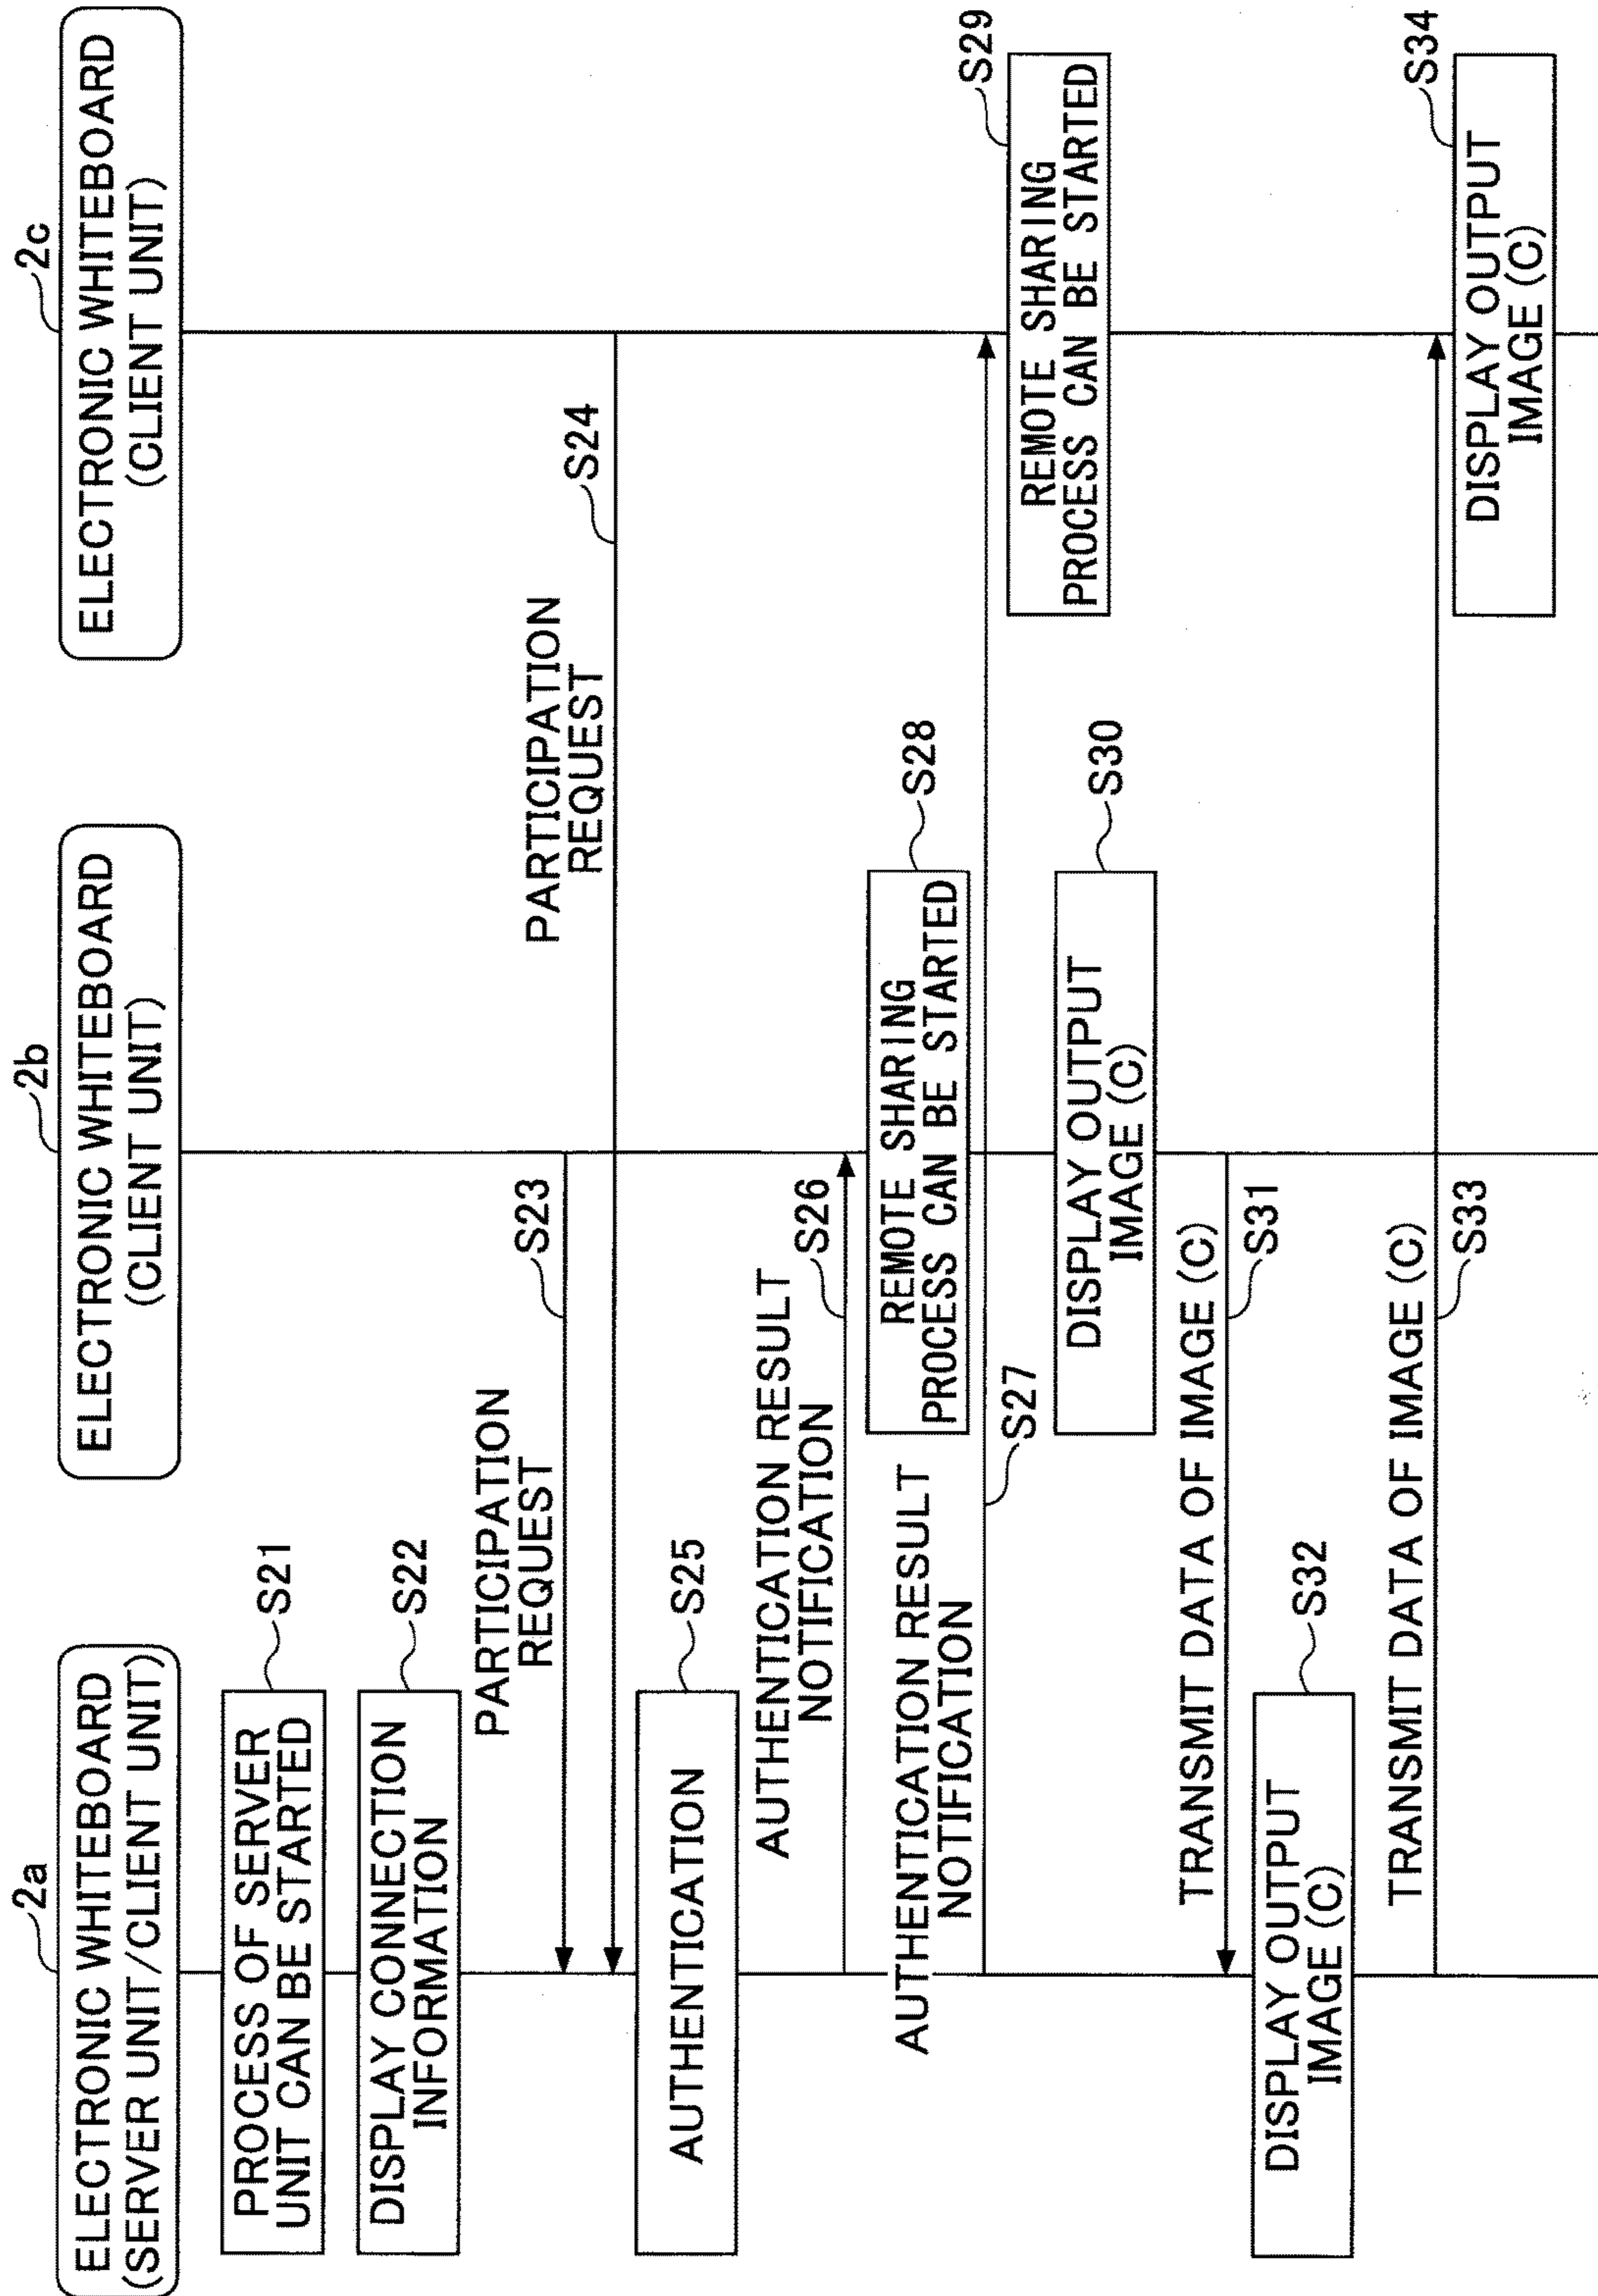 2a
ELECTRONIC WHITEBOARD
(SERVER UNIT/CLIENT UNIT)
2b
ELECTRONIC WHITEBOARD
(CLIENT UNIT)
2c
ELECTRONIC WHITEBOARD
(CLIENT UNIT)
PROCESS OF SERVER
UNIT CAN BE STARTED
S21
DISPLAY CONNECTION
INFORMATION
S22
PARTICIPATION
REQUEST
S23
PARTICIPATION
REQUEST
S24
AUTHENTICATION
S25
AUTHENTICATION RESULT
NOTIFICATION
S26
REMOTE SHARING
PROCESS CAN BE STARTED
S28
AUTHENTICATION RESULT
NOTIFICATION
S27
REMOTE SHARING
PROCESS CAN BE STARTED
S29
DISPLAY OUTPUT
IMAGE (C)
S30
TRANSMIT DATA OF IMAGE (C)
S31
DISPLAY OUTPUT
IMAGE (C)
S32
TRANSMIT DATA OF IMAGE (C)
S33
DISPLAY OUTPUT
IMAGE (C)
S34